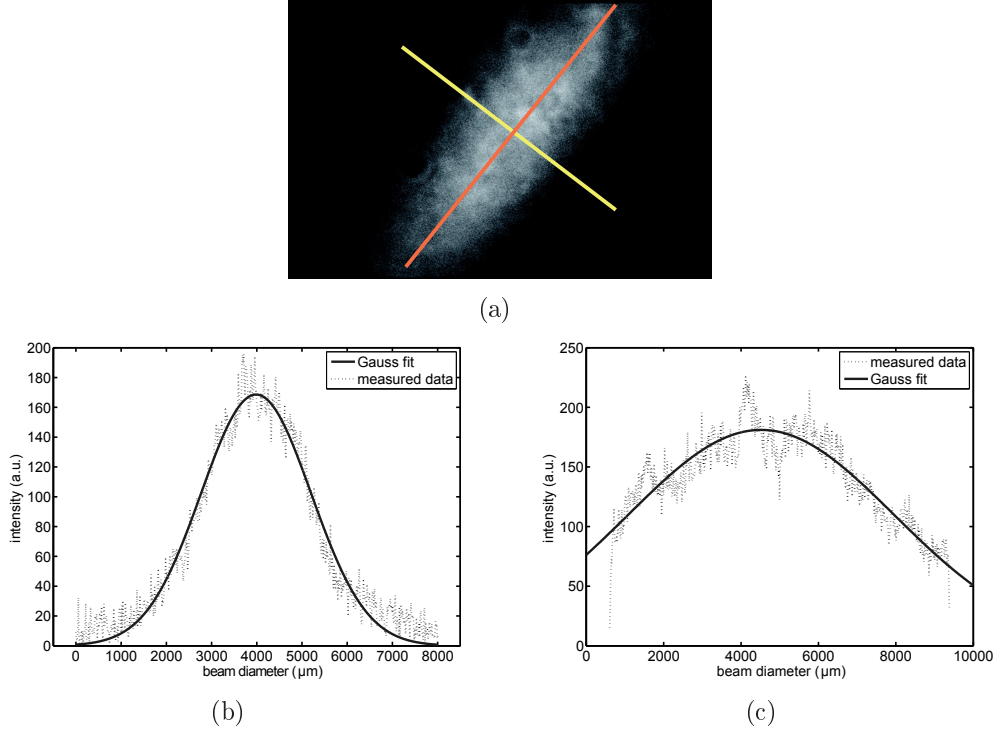 (a)
200
180
160
140
120
100
80
60
40
20
0
intensity (a.u.)
Gauss fit
measured data
0 1000 2000 3000 4000 5000 6000 7000 8000
beam diameter (µm)
(b)
250
200
150
100
50
0
intensity (a.u.)
measured data
Gauss fit
0 2000 4000 6000 8000 10000
beam diameter (µm)
(c)